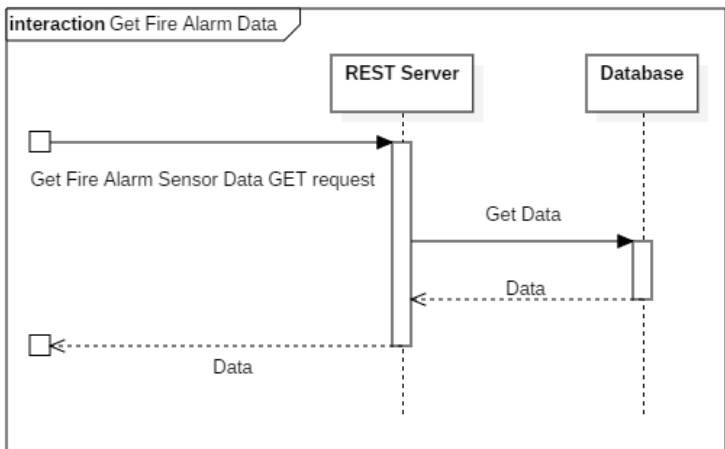 interaction Get Fire Alarm Data
REST Server
Database
Get Fire Alarm Sensor Data GET request
Get Data
Data
Data